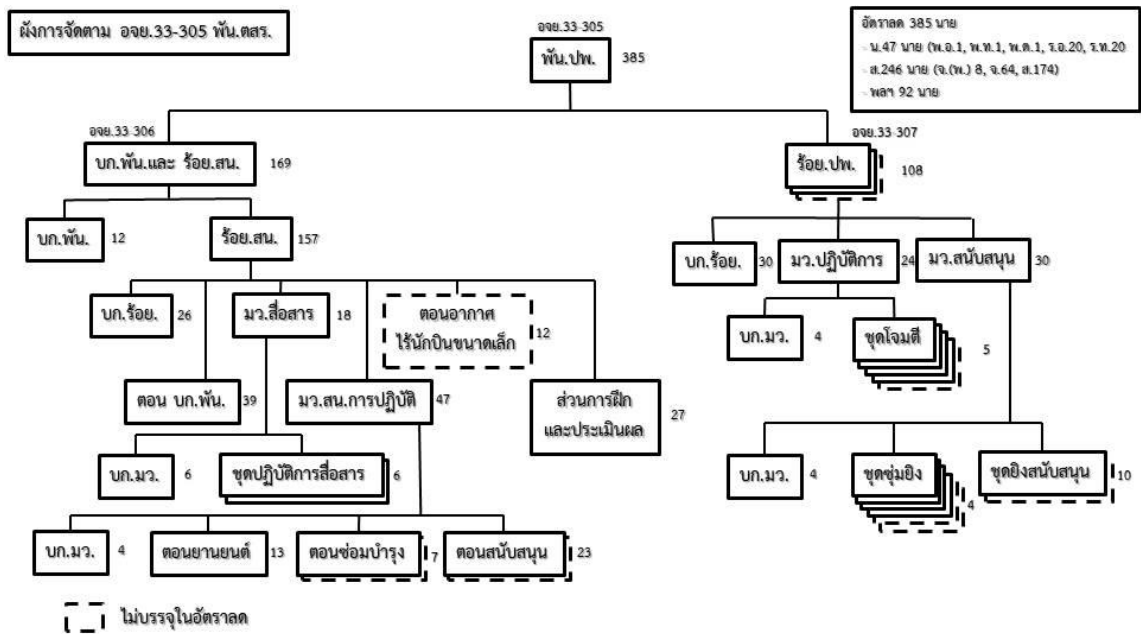 ผังการจัดตาม อจย.33-305 พัน.ตสร.
อัตราลด 385 นาย
- น.47 นาย (พ.อ.1, พ.ท.1, พ.ต.1, ร.อ.20, ร.ท.20
- ส.246 นาย (จ.(พ.) 8, จ.64, ส.174)
- พลฯ 92 นาย
อจย.33-305
พัน.ปพ. 385
อจย.33-306
บก.พัน.และ ร้อย.สน. 169
อจย.33-307
ร้อย.ปพ. 108
บก.พัน. 12
ร้อย.สน. 157
บก.ร้อย. 30
มว.ปฏิบัติการ 24
มว.สนับสนุน 30
บก.ร้อย. 26
มว.สื่อสาร 18
ตอนอากาศ
ไร้นักบินขนาดเล็ก 12
บก.มว. 4
ชุดโจมตี 5
ตอน บก.พัน. 39
มว.สน.การปฏิบัติ 47
ส่วนการฝึก
และประเมินผล 27
บก.มว. 6
ชุดปฏิบัติการสื่อสาร 6
บก.มว. 4
ชุดซุ่มยิง 4
ชุดยิงสนับสนุน 10
บก.มว. 4
ตอนยานยนต์ 13
ตอนซ่อมบำรุง 7
ตอนสนับสนุน 23
ไม่บรรจุในอัตราลด